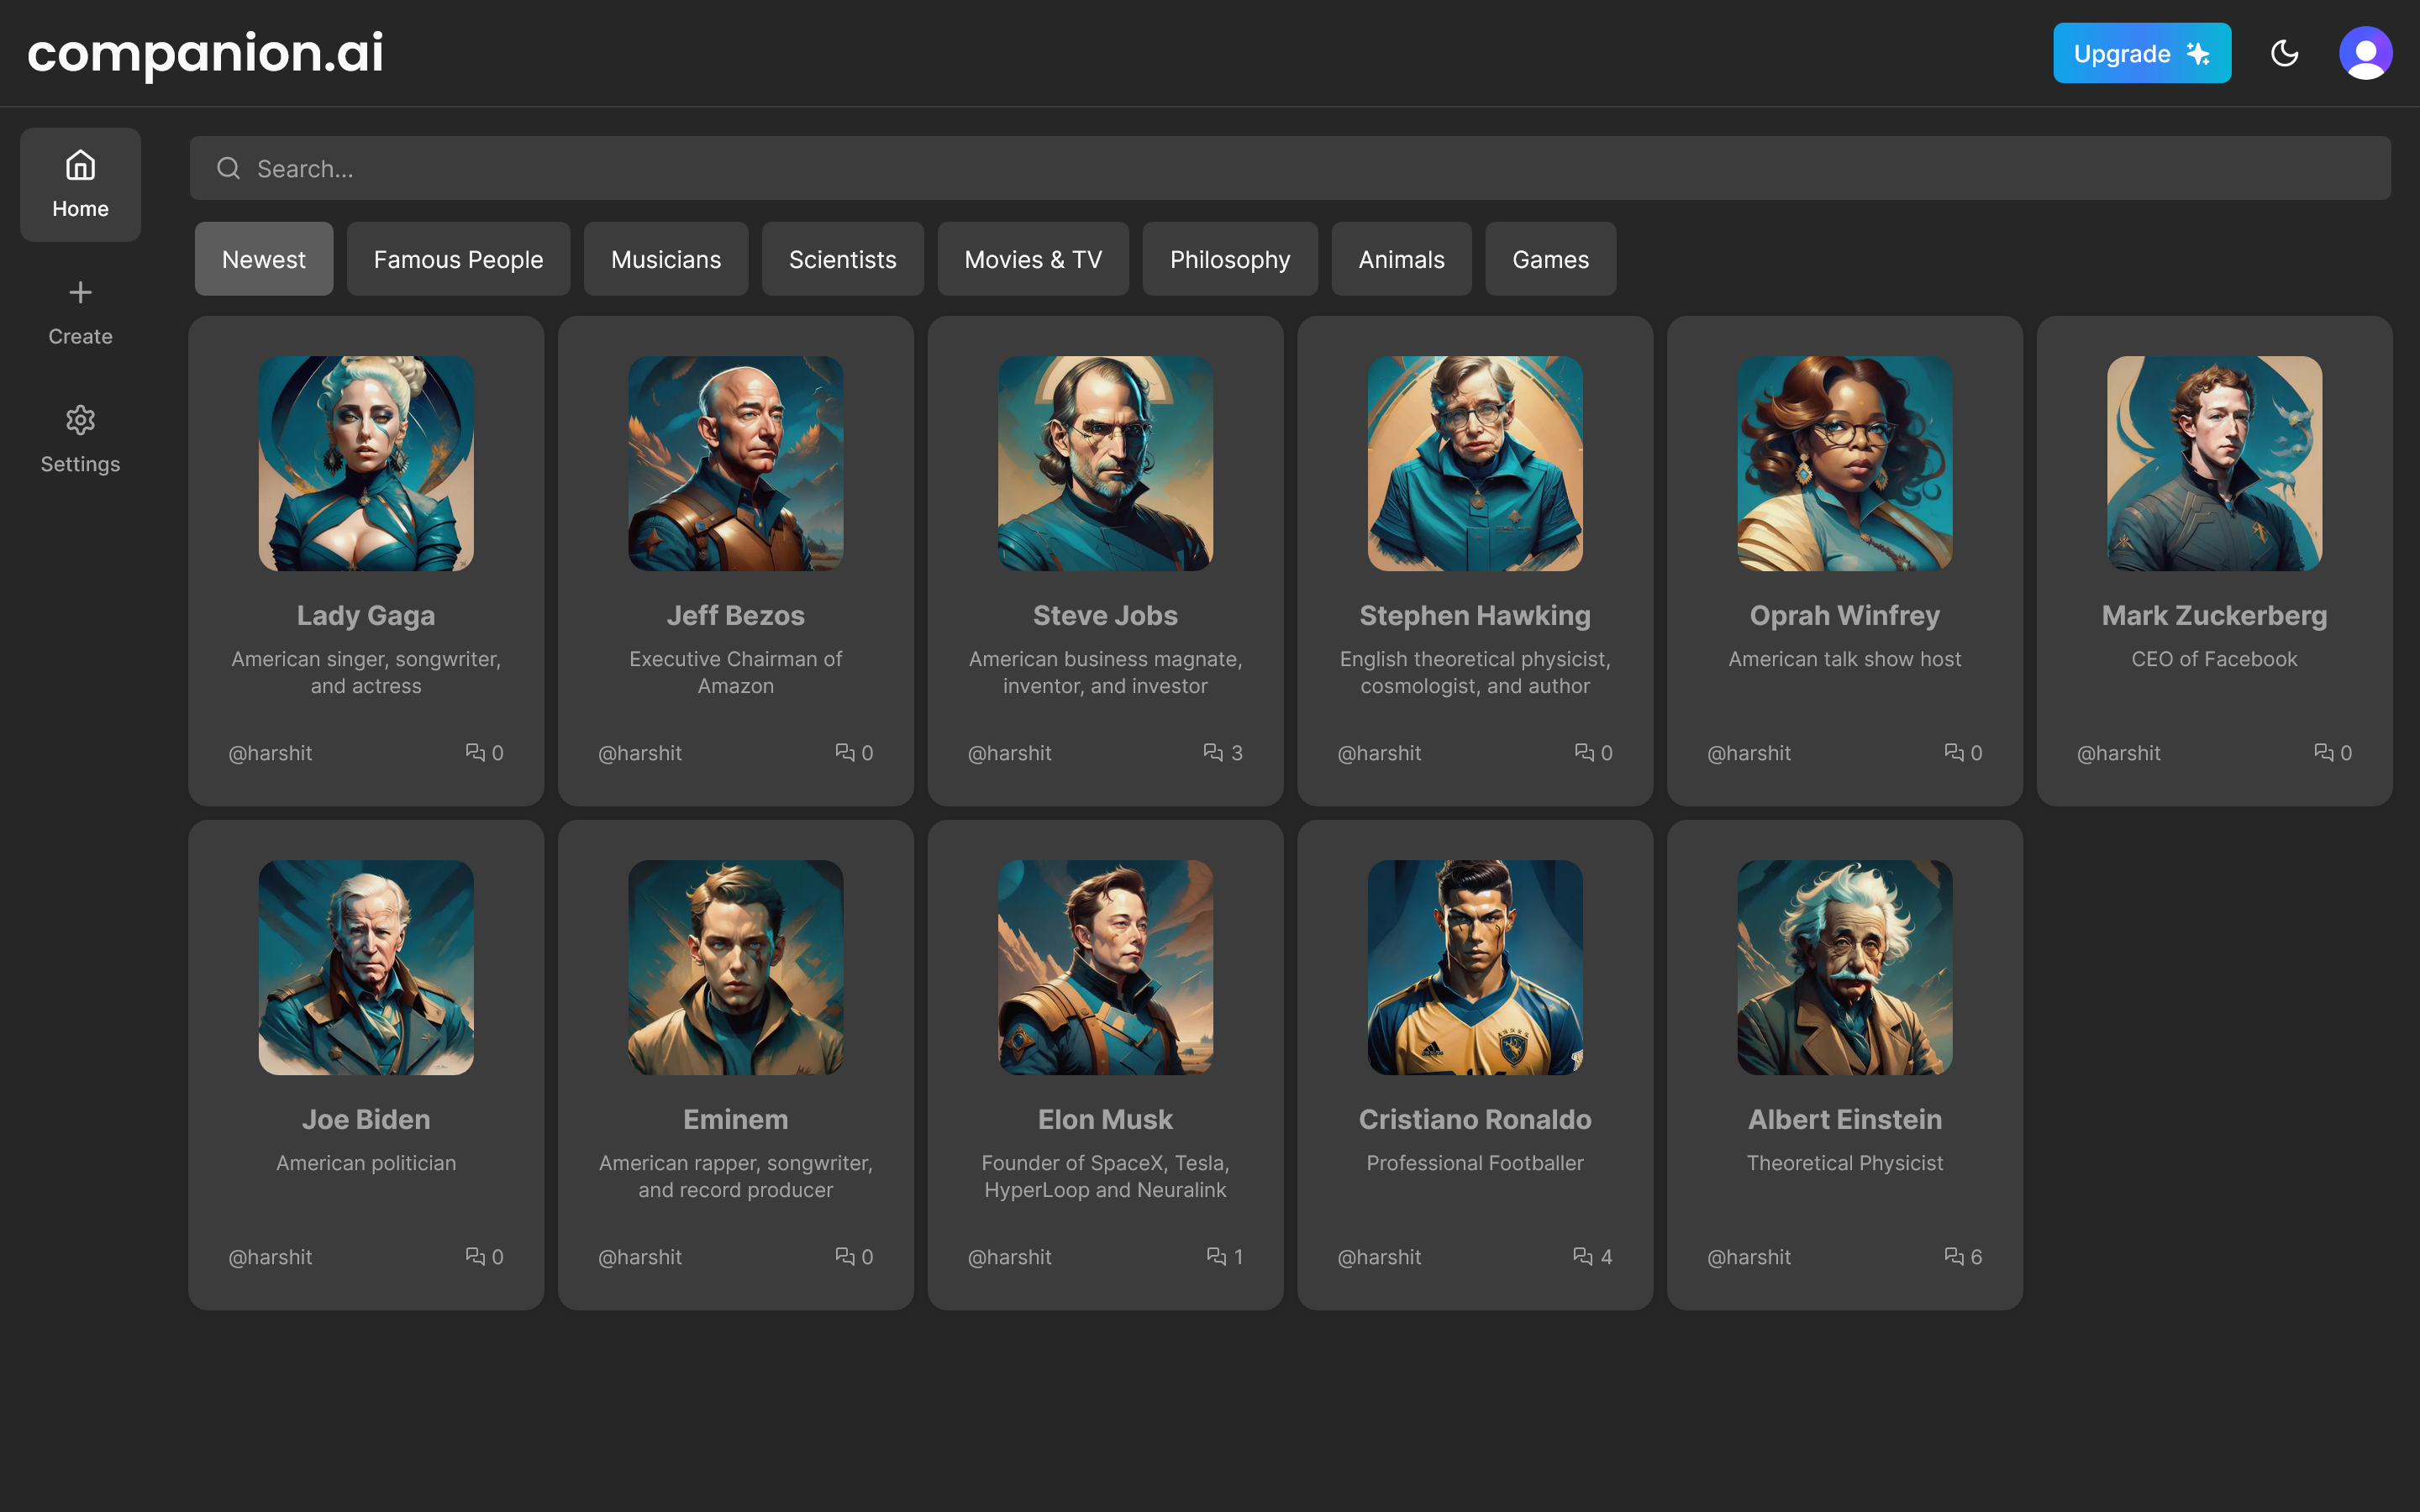 companion.ai
Upgrade
Home
Create
Settings
Search...
Newest
Famous People
Musicians
Scientists
Movies & TV
Philosophy
Animals
Games
Lady Gaga
American singer, songwriter,
and actress
@harshit
0
Jeff Bezos
Executive Chairman of
Amazon
@harshit
0
Steve Jobs
American business magnate,
inventor, and investor
@harshit
3
Stephen Hawking
English theoretical physicist,
cosmologist, and author
@harshit
0
Oprah Winfrey
American talk show host
@harshit
0
Mark Zuckerberg
CEO of Facebook
@harshit
0
Joe Biden
American politician
@harshit
0
Eminem
American rapper, songwriter,
and record producer
@harshit
0
Elon Musk
Founder of SpaceX, Tesla,
HyperLoop and Neuralink
@harshit
1
Cristiano Ronaldo
Professional Footballer
@harshit
4
Albert Einstein
Theoretical Physicist
@harshit
6